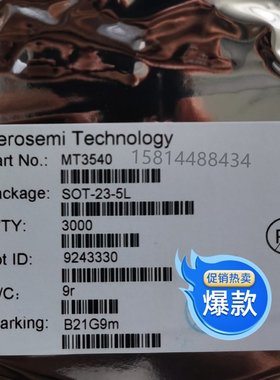 erosemi Technology
art No.: MT3540 15814488434
ackage: SOT-23-5L
TY: 3000
ot ID: 9243330
/C: 9r
arking: B21G9m
促销热卖
爆款